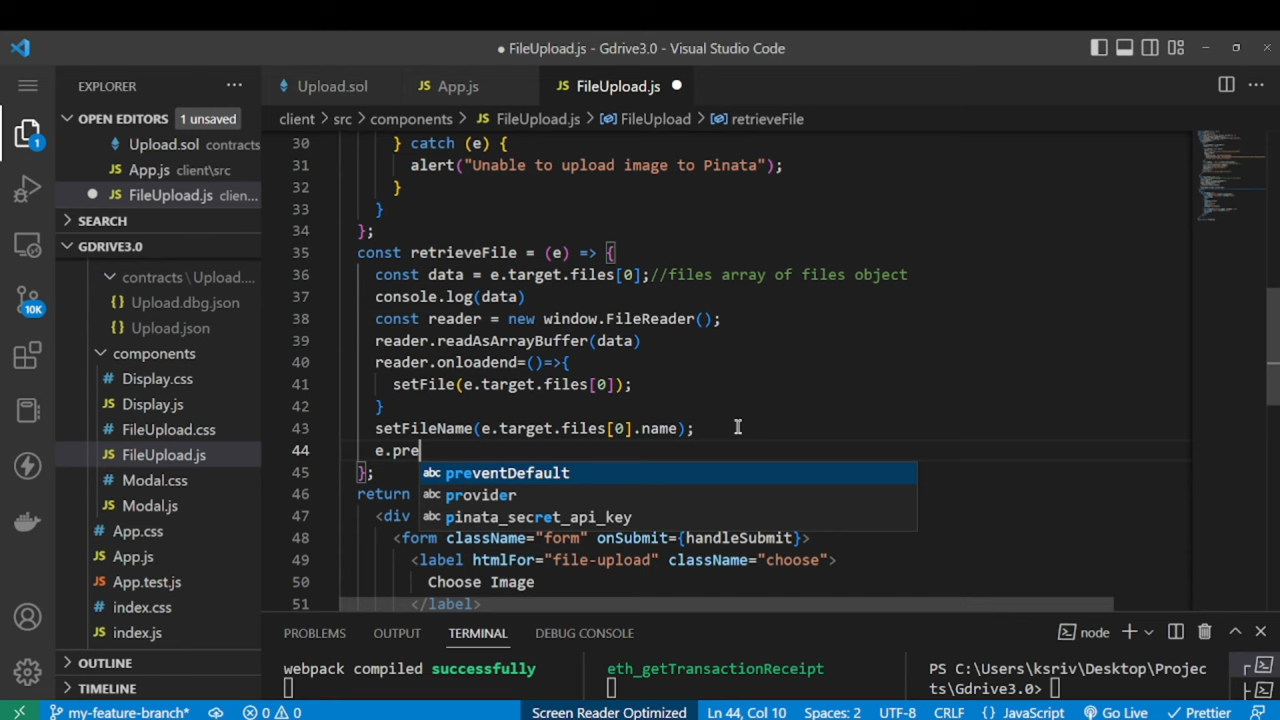 ● FileUpload.js - Gdrive3.0 - Visual Studio Code
EXPLORER
Upload.sol
JS App.js
JS FileUpload.js ●
OPEN EDITORS 1 unsaved
client > src > components > JS FileUpload.js > FileUpload > retrieveFile
Upload.sol contracts
JS App.js client\src
● JS FileUpload.js clien...
SEARCH
GDRIVE3.0
contracts \ Upload....
{} Upload.dbg.json
{} Upload.json
components
# Display.css
JS Display.js
# FileUpload.css
JS FileUpload.js
# Modal.css
JS Modal.js
# App.css
JS App.js
App.test.js
# index.css
JS index.js
OUTLINE
TIMELINE
1
10K
30 } catch (e) {
31 alert("Unable to upload image to Pinata");
32 }
33 }
34 };
35 const retrieveFile = (e) => {
36 const data = e.target.files[0];//files array of files object
37 console.log(data)
38 const reader = new window.FileReader();
39 reader.readAsArrayBuffer(data)
40 reader.onloadend=()=>{
41 setFile(e.target.files[0]);
42 }
43 setFileName(e.target.files[0].name);
44 e.pre
abc preventDefault
abc provider
abc pinata_secret_api_key
45 };
46 return
47 <div
48 <form className="form" onSubmit={handleSubmit}>
49 <label htmlFor="file-upload" className="choose">
50 Choose Image
51 </label>
PROBLEMS OUTPUT TERMINAL DEBUG CONSOLE
node
webpack compiled successfully
eth_getTransactionReceipt
PS C:\Users\ksriv\Desktop\Projec
ts\Gdrive3.0>
my-feature-branch* 0 0 Screen Reader Optimized Ln 44, Col 10 Spaces: 2 UTF-8 CRLF {} JavaScript Go Live Prettier